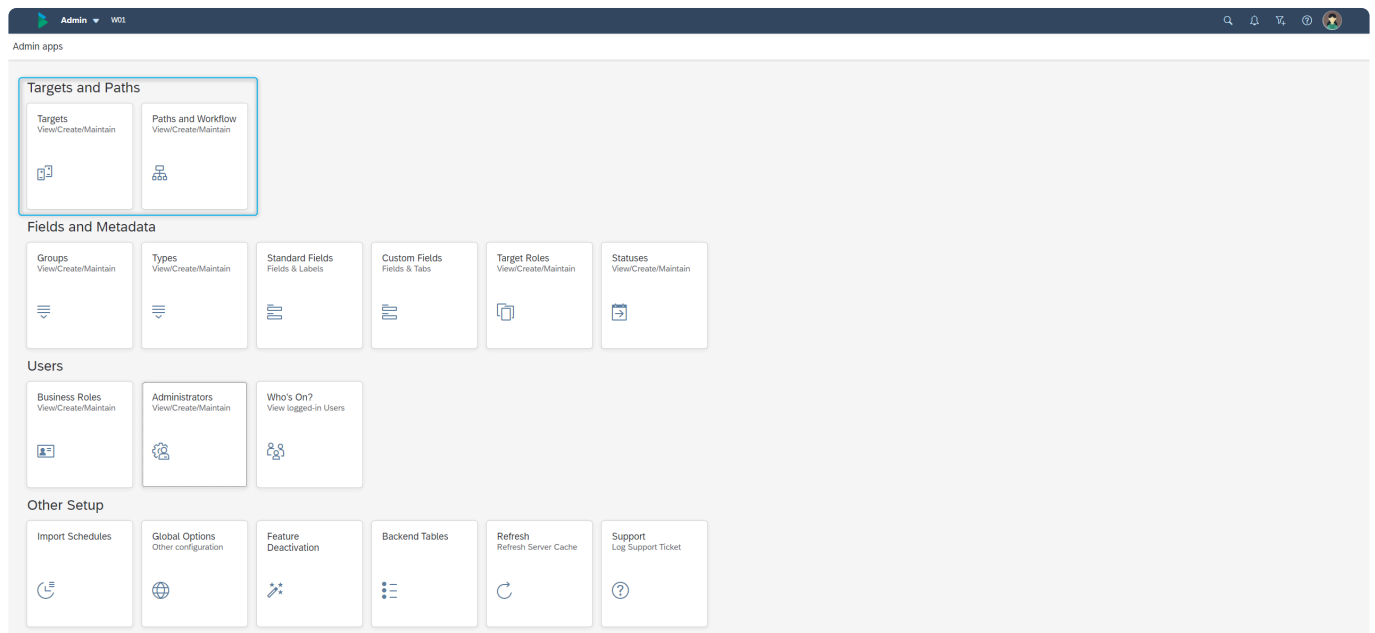 Admin W01
Admin apps
Targets and Paths
Targets
View/Create/Maintain
Paths and Workflow
View/Create/Maintain
Fields and Metadata
Groups
View/Create/Maintain
Types
View/Create/Maintain
Standard Fields
Fields & Labels
Custom Fields
Fields & Tabs
Target Roles
View/Create/Maintain
Statuses
View/Create/Maintain
Users
Business Roles
View/Create/Maintain
Administrators
View/Create/Maintain
Who's On?
View logged-in Users
Other Setup
Import Schedules
Global Options
Other configuration
Feature
Deactivation
Backend Tables
Refresh
Refresh Server Cache
Support
Log Support Ticket